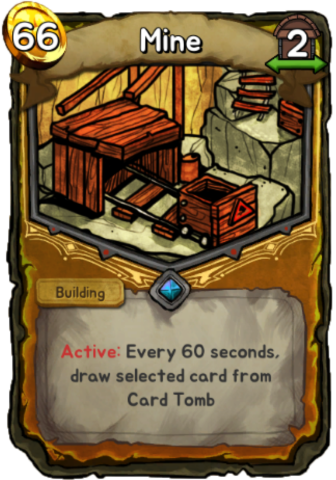 66
Mine
2
Building
Active: Every 60 seconds,
draw selected card from
Card Tomb